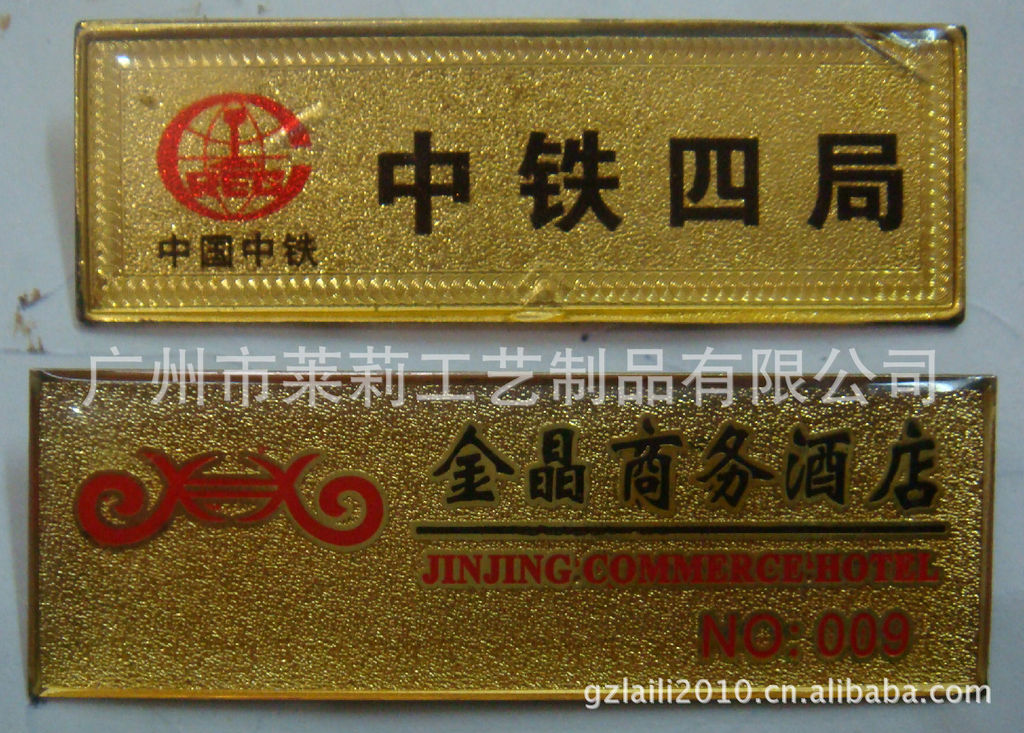 中铁四局
中国中铁
广州市莱莉工艺制品有限公司
金晶商务酒店
JINJING COMMERCE HOTEL
NO: 009
gzlaili2010.cn.alibaba.com